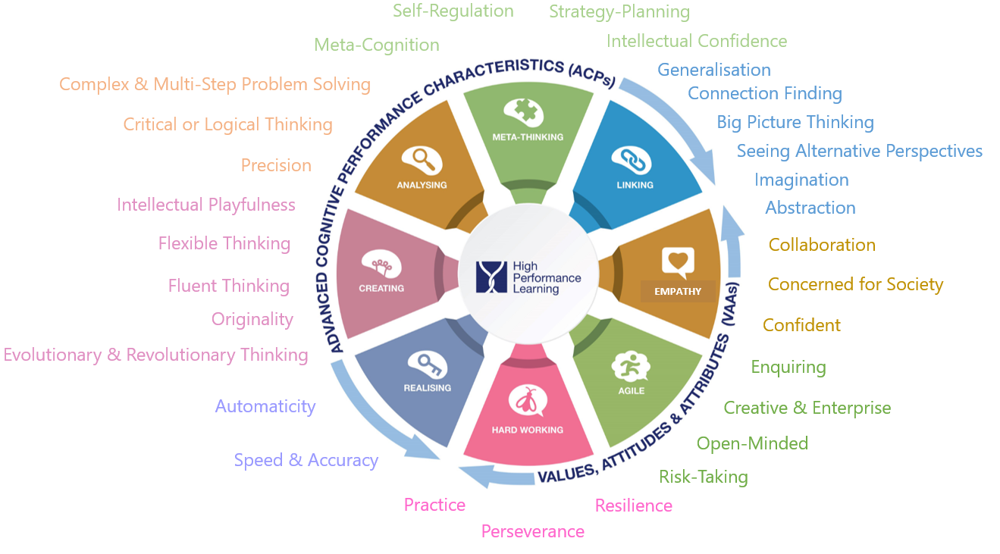 Self-Regulation
Strategy-Planning
Meta-Cognition
Intellectual Confidence
Generalisation
Connection Finding
Big Picture Thinking
Seeing Alternative Perspectives
Imagination
Abstraction
Complex & Multi-Step Problem Solving
Critical or Logical Thinking
Precision
Intellectual Playfulness
Flexible Thinking
Fluent Thinking
Originality
Evolutionary & Revolutionary Thinking
Automaticity
Speed & Accuracy
Collaboration
Concerned for Society
Confident
Enquiring
Creative & Enterprise
Open-Minded
Risk-Taking
Practice
Perseverance
Resilience
ADVANCED COGNITIVE PERFORMANCE CHARACTERISTICS (ACPs)
VALUES, ATTITUDES & ATTRIBUTES (VAAs)
META-THINKING
LINKING
EMPATHY
AGILE
HARD WORKING
REALISING
CREATING
ANALYSING
High
Performance
Learning